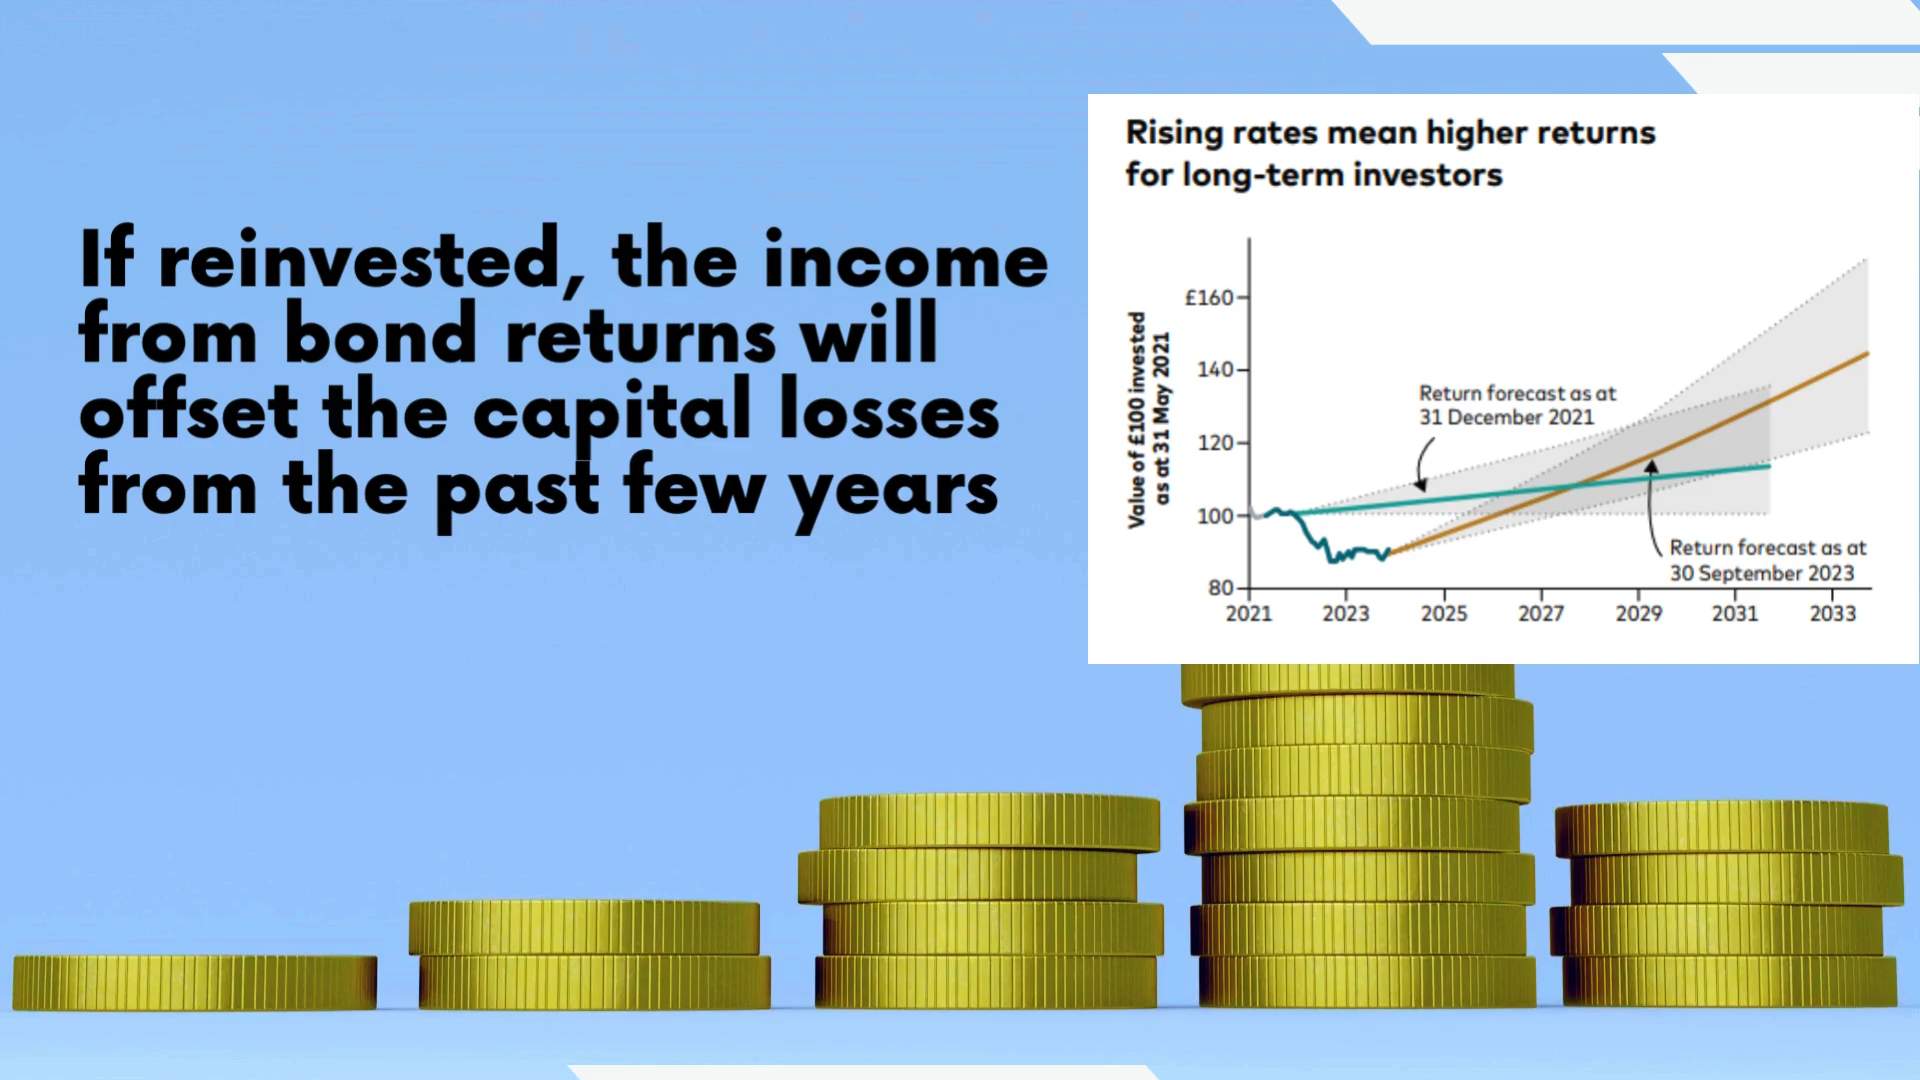 If reinvested, the income
from bond returns will
offset the capital losses
from the past few years
Rising rates mean higher returns
for long-term investors
Value of £100 invested
as at 31 May 2021
£160
140
120
100
80
2021
2023
2025
2027
2029
2031
2033
Return forecast as at
31 December 2021
Return forecast as at
30 September 2023